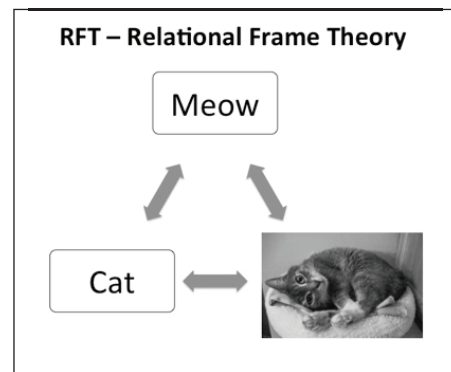 RFT – Relational Frame Theory
Meow
Cat